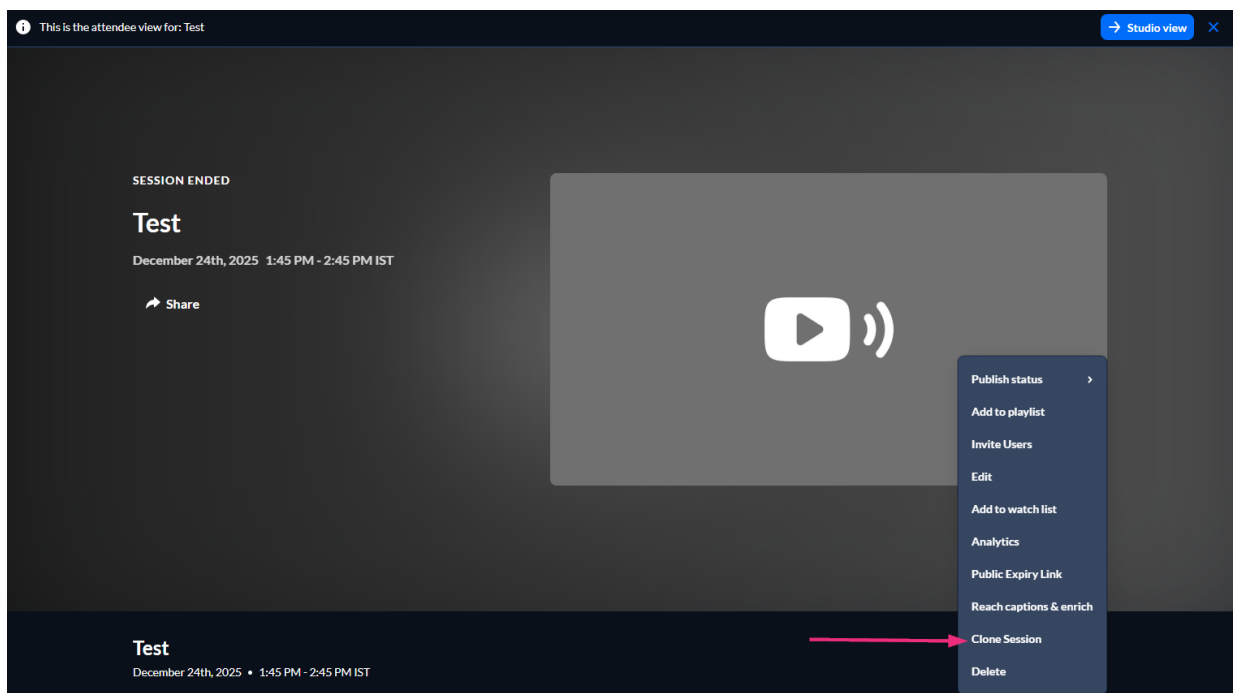 This is the attendee view for: Test
Studio view
SESSION ENDED
Test
December 24th, 2025 1:45 PM - 2:45 PM IST
Share
Publish status
Add to playlist
Invite Users
Edit
Add to watch list
Analytics
Public Expiry Link
Reach captions & enrich
Clone Session
Delete
Test
December 24th, 2025 • 1:45 PM - 2:45 PM IST